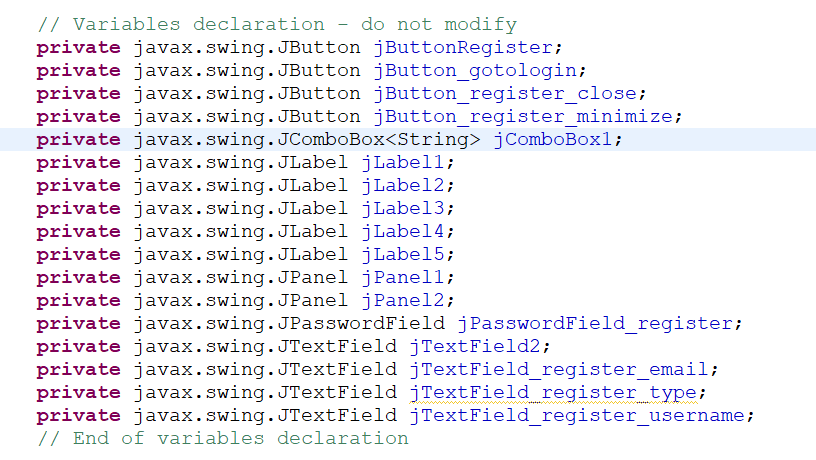 // Variables declaration - do not modify
private javax.swing.JButton jButtonRegister;
private javax.swing.JButton jButton_gotologin;
private javax.swing.JButton jButton_register_close;
private javax.swing.JButton jButton_register_minimize;
private javax.swing.JComboBox<String> jComboBox1;
private javax.swing.JLabel jLabel1;
private javax.swing.JLabel jLabel2;
private javax.swing.JLabel jLabel3;
private javax.swing.JLabel jLabel4;
private javax.swing.JLabel jLabel5;
private javax.swing.JPanel jPanel1;
private javax.swing.JPanel jPanel2;
private javax.swing.JPasswordField jPasswordField_register;
private javax.swing.JTextField jTextField2;
private javax.swing.JTextField jTextField_register_email;
private javax.swing.JTextField jTextField_register_type;
private javax.swing.JTextField jTextField_register_username;
// End of variables declaration